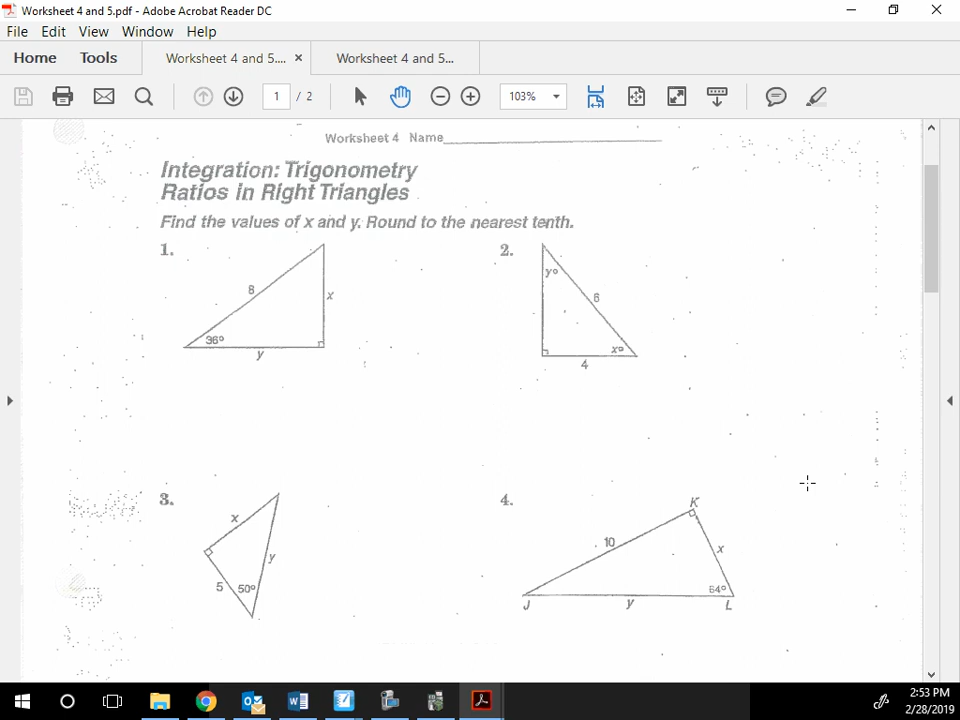 Worksheet 4 and 5.pdf - Adobe Acrobat Reader DC
File Edit View Window Help
Home Tools Worksheet 4 and 5.... × Worksheet 4 and 5...
1 / 2 103%
Worksheet 4 Name
Integration: Trigonometry
Ratios in Right Triangles
Find the values of x and y. Round to the nearest tenth.
1. 2.
8 x 36° y
y° 6 x° 4
3. 4.
x y 5 50°
K 10 x 64° J y L
2:53 PM
2/28/2019